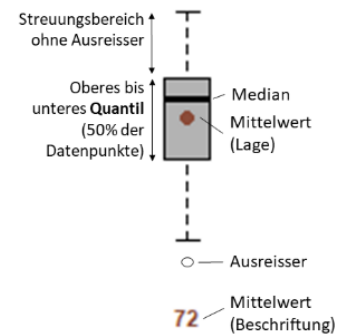 Streuungsbereich
ohne Ausreisser
Oberes bis
unteres Quantil
(50% der
Datenpunkte)
Median
Mittelwert
(Lage)
Ausreisser
72
Mittelwert
(Beschriftung)